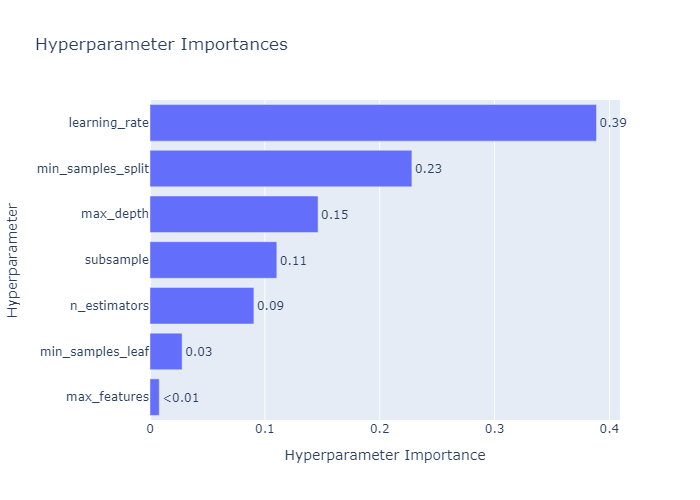 Hyperparameter Importances
Hyperparameter
learning_rate 0.39
min_samples_split 0.23
max_depth 0.15
subsample 0.11
n_estimators 0.09
min_samples_leaf 0.03
max_features <0.01
0 0.1 0.2 0.3 0.4
Hyperparameter Importance